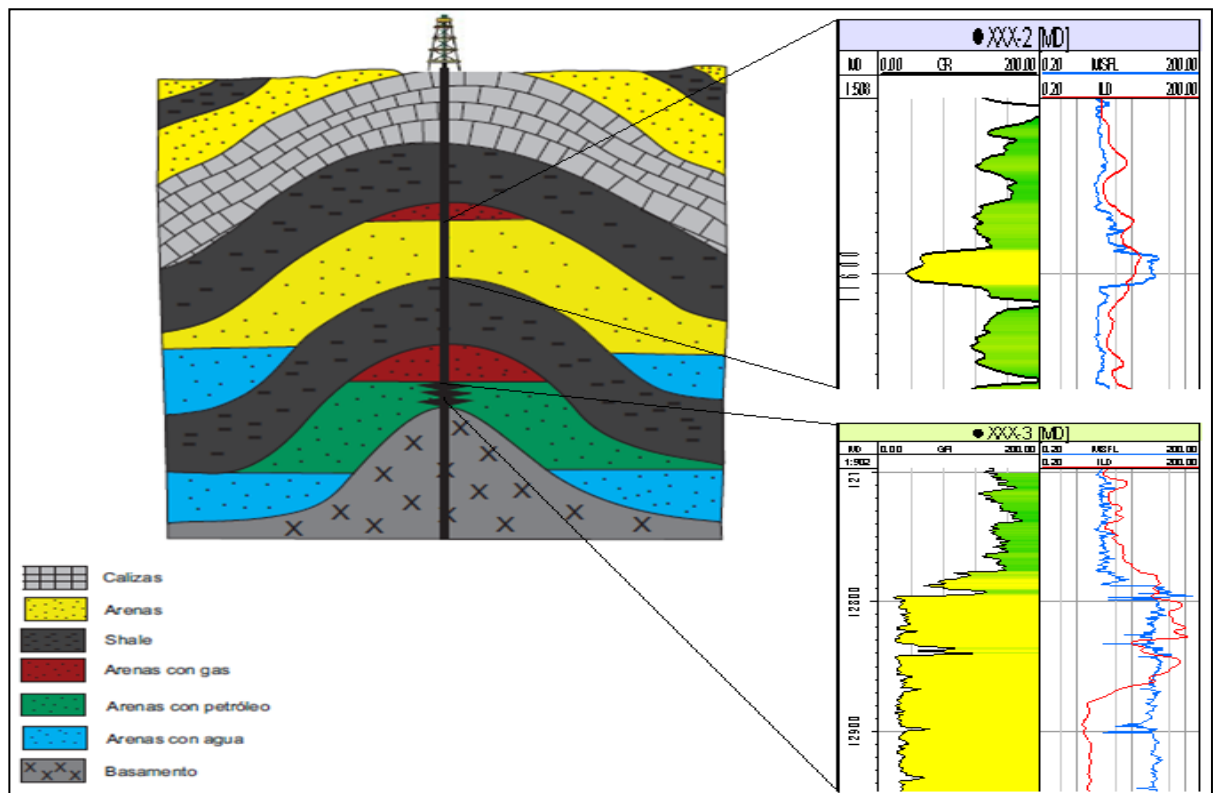 XXX-2 [MD]
MD 0.00 GR 200.00 0.20 MSFL 200.00
1:508 0.20 ILD 200.00
11600
XXX-3 [MD]
MD 0.00 GR 200.00 0.20 MSFL 200.00
1:902 0.20 ILD 200.00
12800
12900
Calizas
Arenas
Shale
Arenas con gas
Arenas con petróleo
Arenas con agua
Basamento